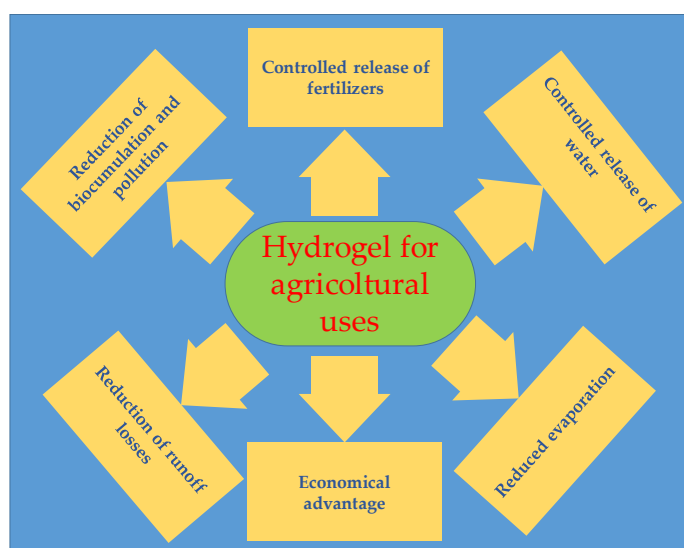 Controlled release of
fertilizers
Controlled release of
water
Reduced evaporation
Economical
advantage
Reduction of runoff
losses
Reduction of
biocumulation and
pollution
Hydrogel for
agricoltural
uses